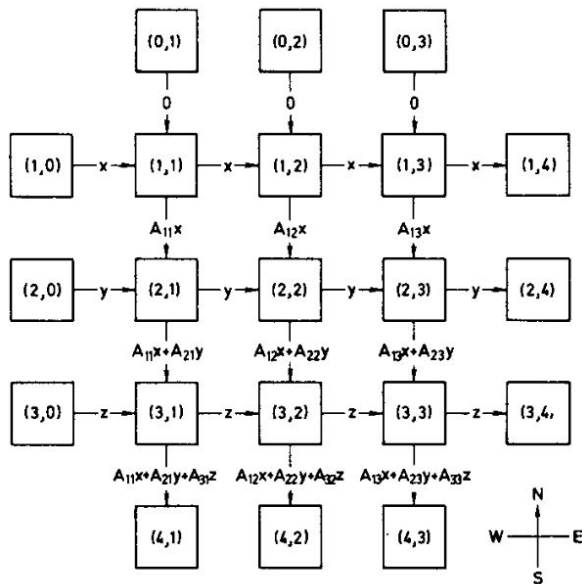 (0,1) (0,2) (0,3)
0 0 0
(1,0) x (1,1) x (1,2) x (1,3) x (1,4)
A₁₁x A₁₂x A₁₃x
(2,0) y (2,1) y (2,2) y (2,3) y (2,4)
A₁₁x+A₂₁y A₁₂x+A₂₂y A₁₃x+A₂₃y
(3,0) z (3,1) z (3,2) z (3,3) z (3,4,
A₁₁x+A₂₁y+A₃₁z A₁₂x+A₂₂y+A₃₂z A₁₃x+A₂₃y+A₃₃z
N
(4,1) (4,2) (4,3) W E
S